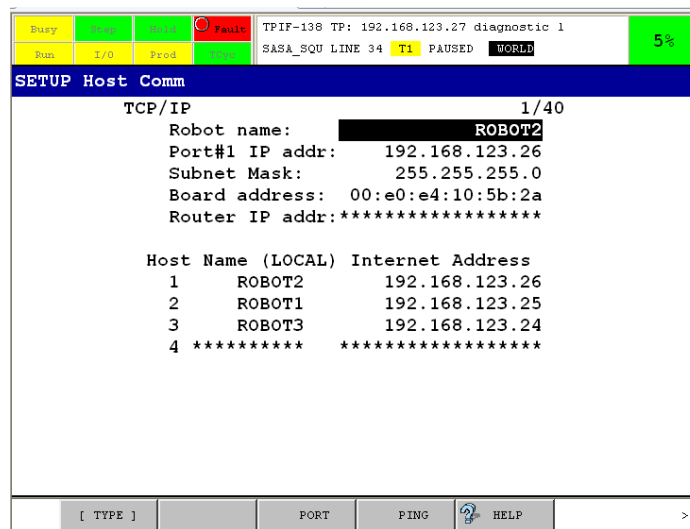 Busy Step Hold Fault TPIF-138 TP: 192.168.123.27 diagnostic l
Run I/O Prod TCyc SASA_SQU LINE 34 T1 PAUSED WORLD 5%
SETUP Host Comm
TCP/IP 1/40
Robot name: ROBOT2
Port#1 IP addr: 192.168.123.26
Subnet Mask: 255.255.255.0
Board address: 00:e0:e4:10:5b:2a
Router IP addr:******************
Host Name (LOCAL) Internet Address
1 ROBOT2 192.168.123.26
2 ROBOT1 192.168.123.25
3 ROBOT3 192.168.123.24
4 ********** ******************
[ TYPE ] PORT PING HELP >